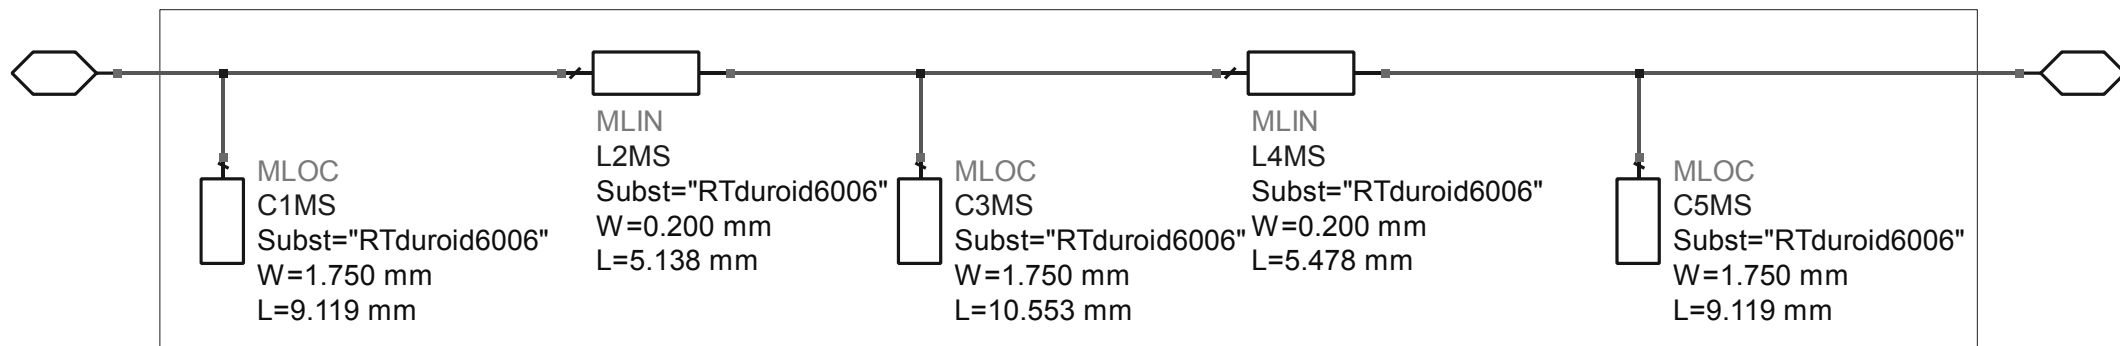 MLOC
C1MS
Subst="RTduroid6006"
W=1.750 mm
L=9.119 mm
MLIN
L2MS
Subst="RTduroid6006"
W=0.200 mm
L=5.138 mm
MLOC
C3MS
Subst="RTduroid6006"
W=1.750 mm
L=10.553 mm
MLIN
L4MS
Subst="RTduroid6006"
W=0.200 mm
L=5.478 mm
MLOC
C5MS
Subst="RTduroid6006"
W=1.750 mm
L=9.119 mm